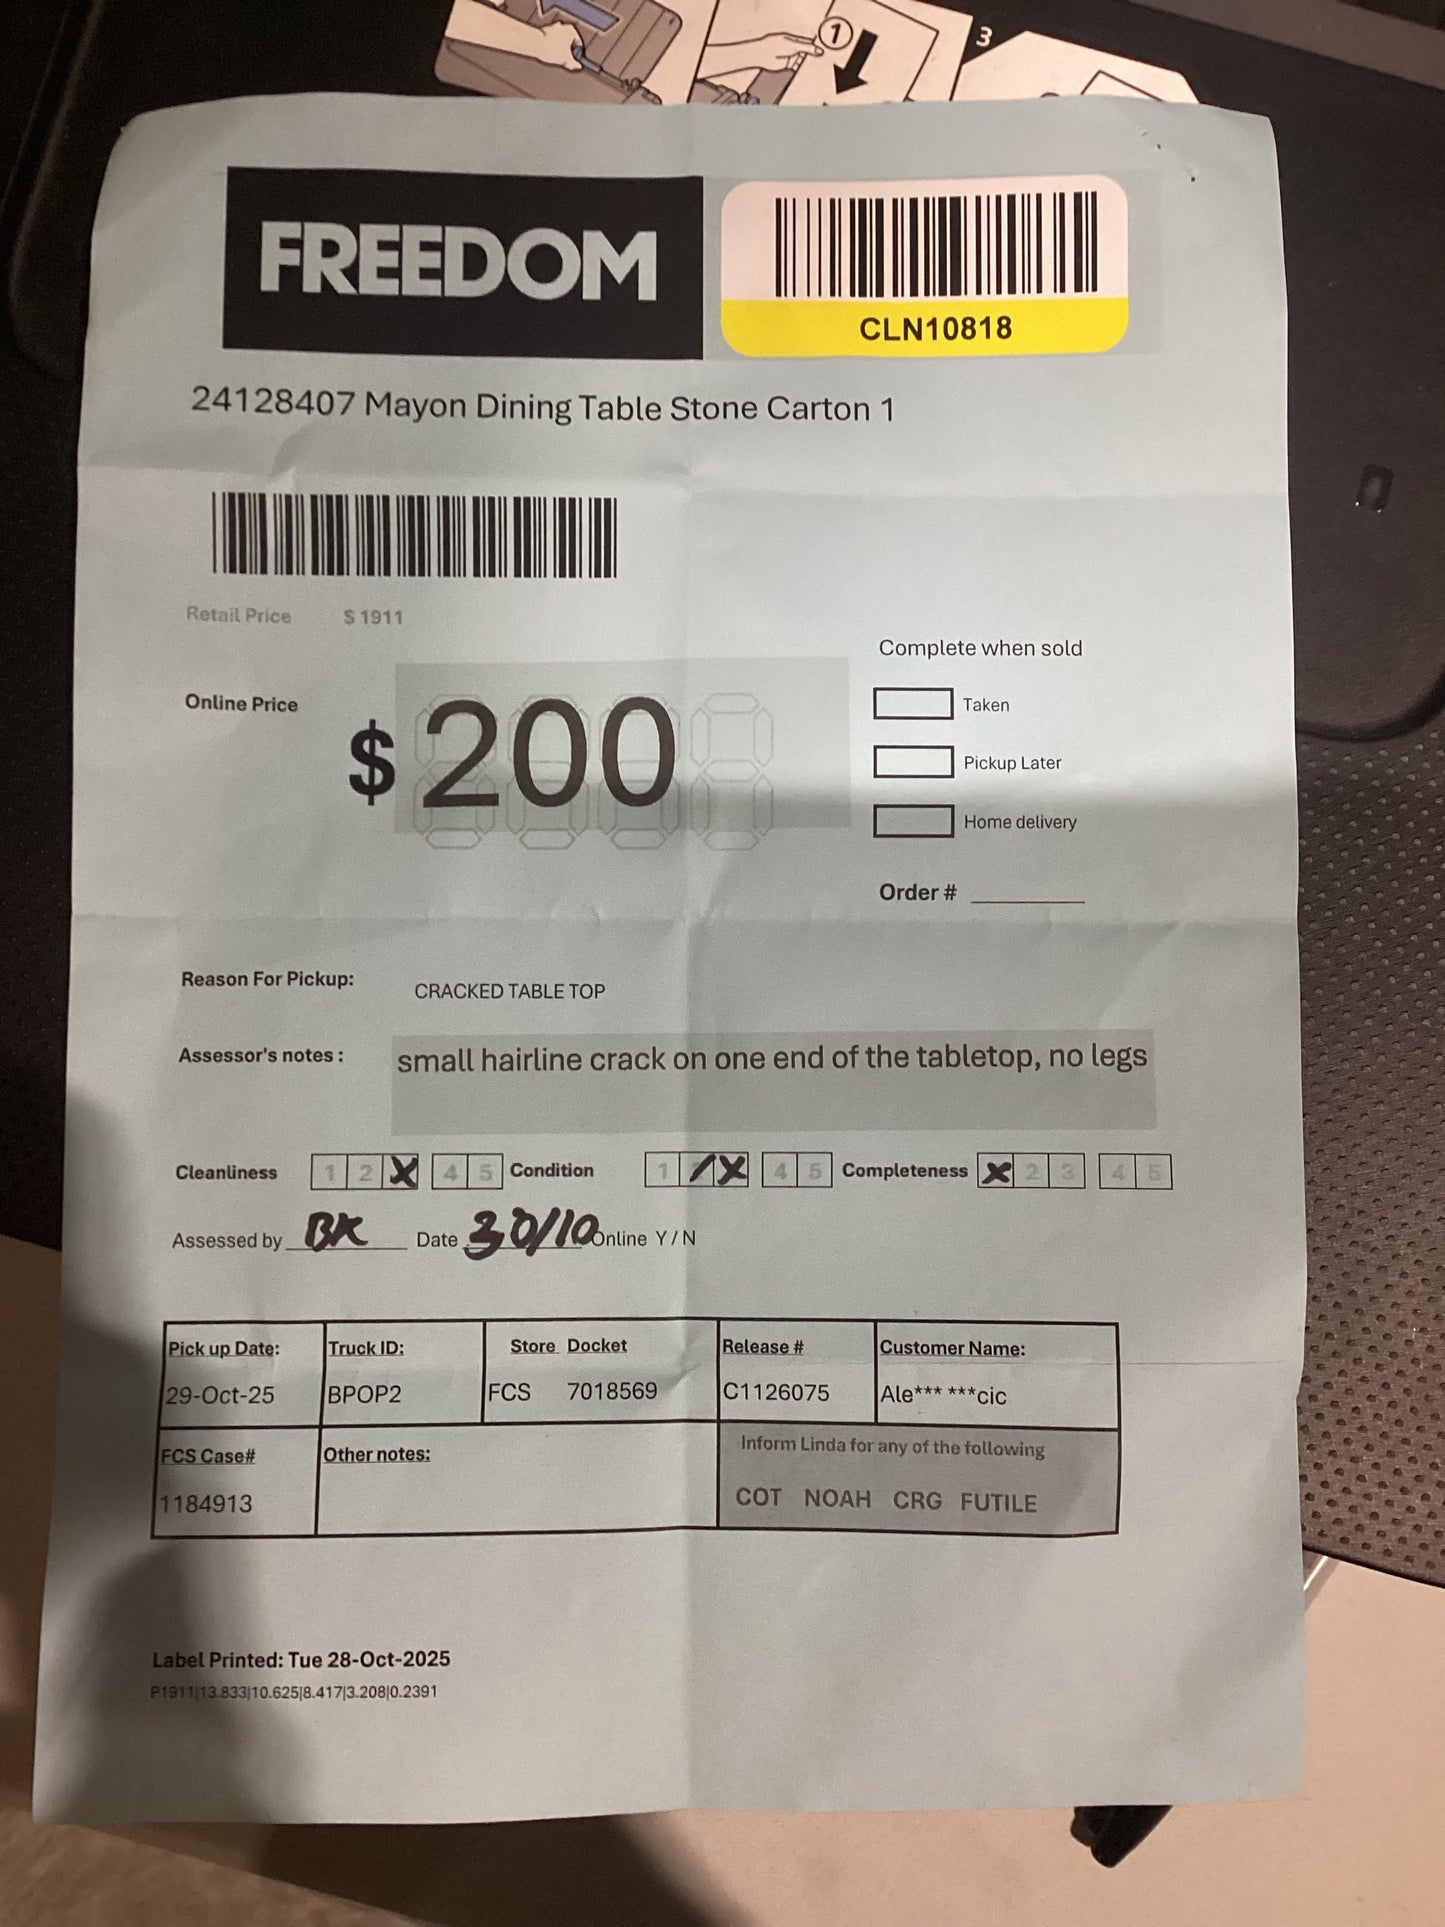 1
3
FREEDOM
CLN10818
24128407 Mayon Dining Table Stone Carton 1
Retail Price $ 1911
Complete when sold
Online Price $ 200
Taken
Pickup Later
Home delivery
Order #
Reason For Pickup: CRACKED TABLE TOP
Assessor's notes : small hairline crack on one end of the tabletop, no legs
Cleanliness 1 2 X 4 5 Condition 1 / X 4 5 Completeness X 2 3 4 5
Assessed by BK Date 30/10 Online Y / N
Pick up Date: Truck ID: Store Docket Release # Customer Name:
29-Oct-25 BPOP2 FCS 7018569 C1126075 Ale*** ***cic
FCS Case# Other notes: Inform Linda for any of the following
1184913 COT NOAH CRG FUTILE
Label Printed: Tue 28-Oct-2025
P1911|13.833|10.625|8.417|3.208|0.2391